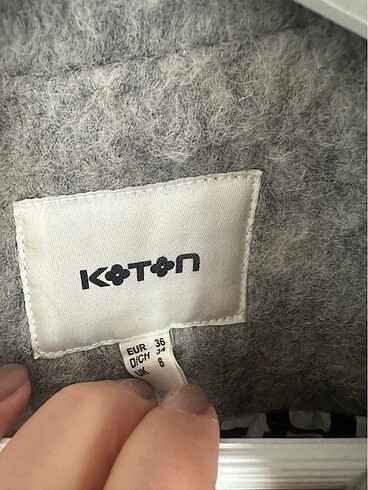 KOTON
EUR 36
D/CH 34
UK 8